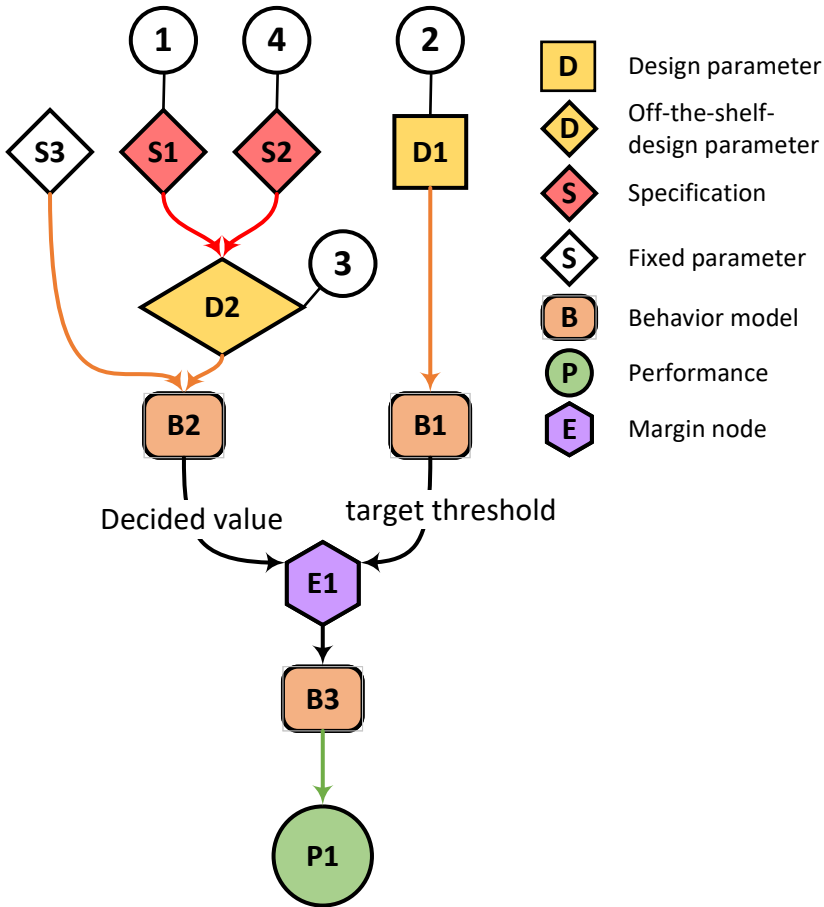 1
4
2
S3
S1
S2
D1
3
D2
B2
B1
Decided value
target threshold
E1
B3
P1
D Design parameter
D Off-the-shelf-
design parameter
S Specification
S Fixed parameter
B Behavior model
P Performance
E Margin node